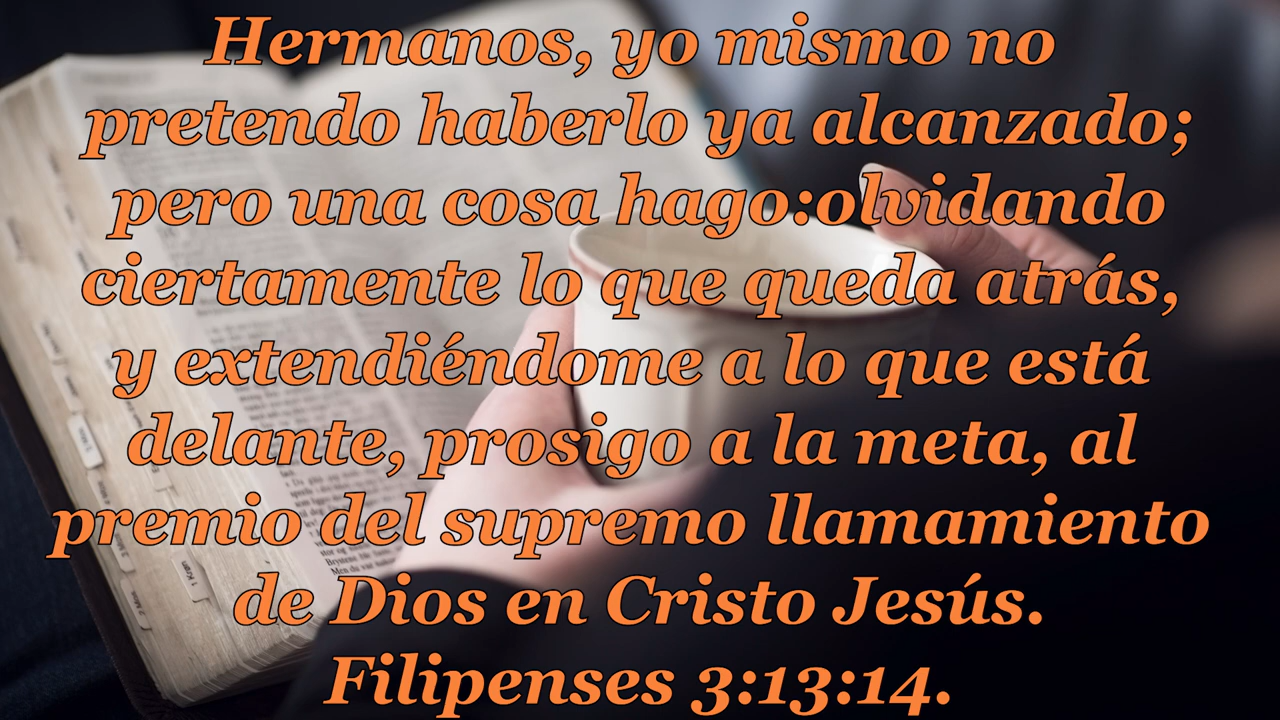 Hermanos, yo mismo no
pretendo haberlo ya alcanzado;
pero una cosa hago:olvidando
ciertamente lo que queda atrás,
y extendiéndome a lo que está
delante, prosigo a la meta, al
premio del supremo llamamiento
de Dios en Cristo Jesús.
Filipenses 3:13:14.